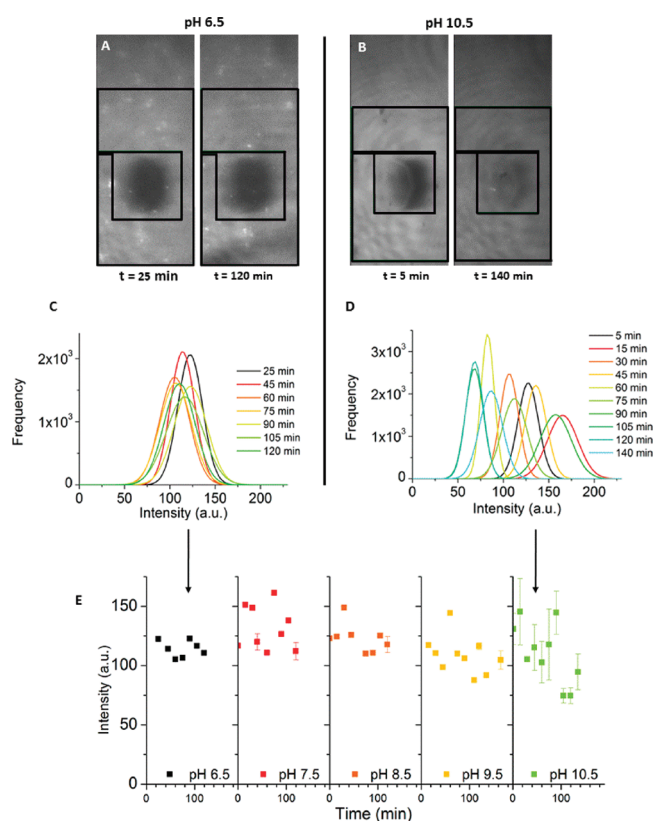 pH 6.5
pH 10.5
A
B
t = 25 min
t = 120 min
t = 5 min
t = 140 min
C
D
Frequency
2x10³
1x10³
0
0 50 100 150 200
Intensity (a.u.)
25 min
45 min
60 min
75 min
90 min
105 min
120 min
Frequency
3x10³
2x10³
1x10³
0
0 50 100 150 200
Intensity (a.u.)
5 min
15 min
30 min
45 min
60 min
75 min
90 min
105 min
120 min
140 min
E
Intensity (a.u.)
150
100
50
0
pH 6.5
pH 7.5
pH 8.5
pH 9.5
pH 10.5
0 100 0 100 0 100 0 100 0 100
Time (min)